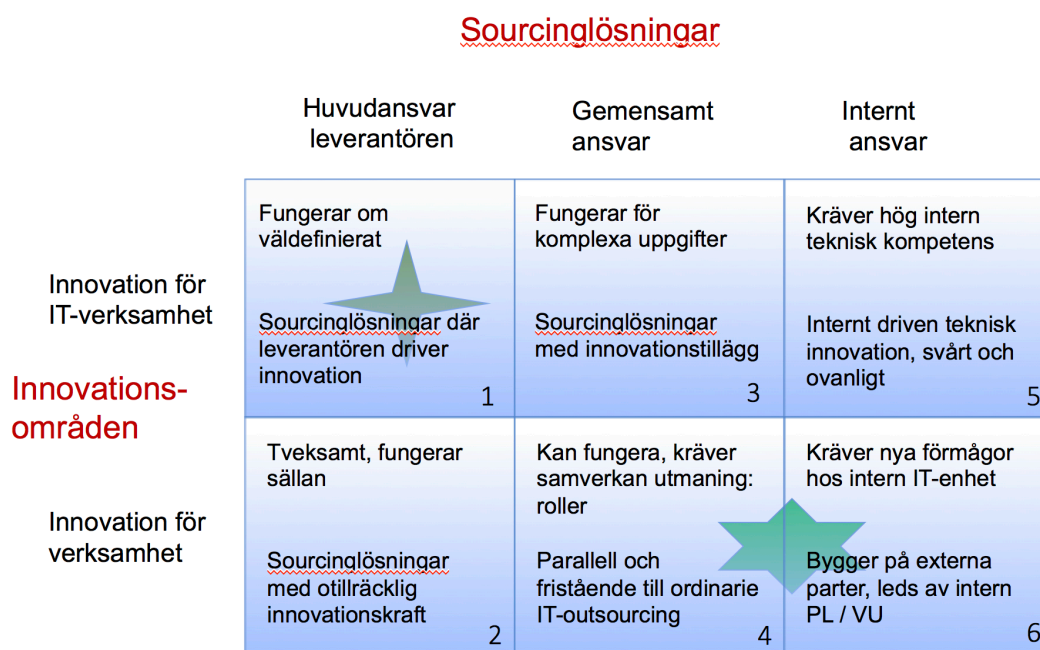 Sourcinglösningar
Huvudansvar
leverantören
Gemensamt
ansvar
Internt
ansvar
Innovations-
områden
Innovation för
IT-verksamhet
Fungerar om
väldefinierat
Sourcinglösningar där
leverantören driver
innovation
1
Fungerar för
komplexa uppgifter
Sourcinglösningar
med innovationstillägg
3
Kräver hög intern
teknisk kompetens
Internt driven teknisk
innovation, svårt och
ovanligt
5
Innovation för
verksamhet
Tveksamt, fungerar
sällan
Sourcinglösningar
med otillräcklig
innovationskraft
2
Kan fungera, kräver
samverkan utmaning:
roller
Parallell och
fristående till ordinarie
IT-outsourcing
4
Kräver nya förmågor
hos intern IT-enhet
Bygger på externa
parter, leds av intern
PL / VU
6